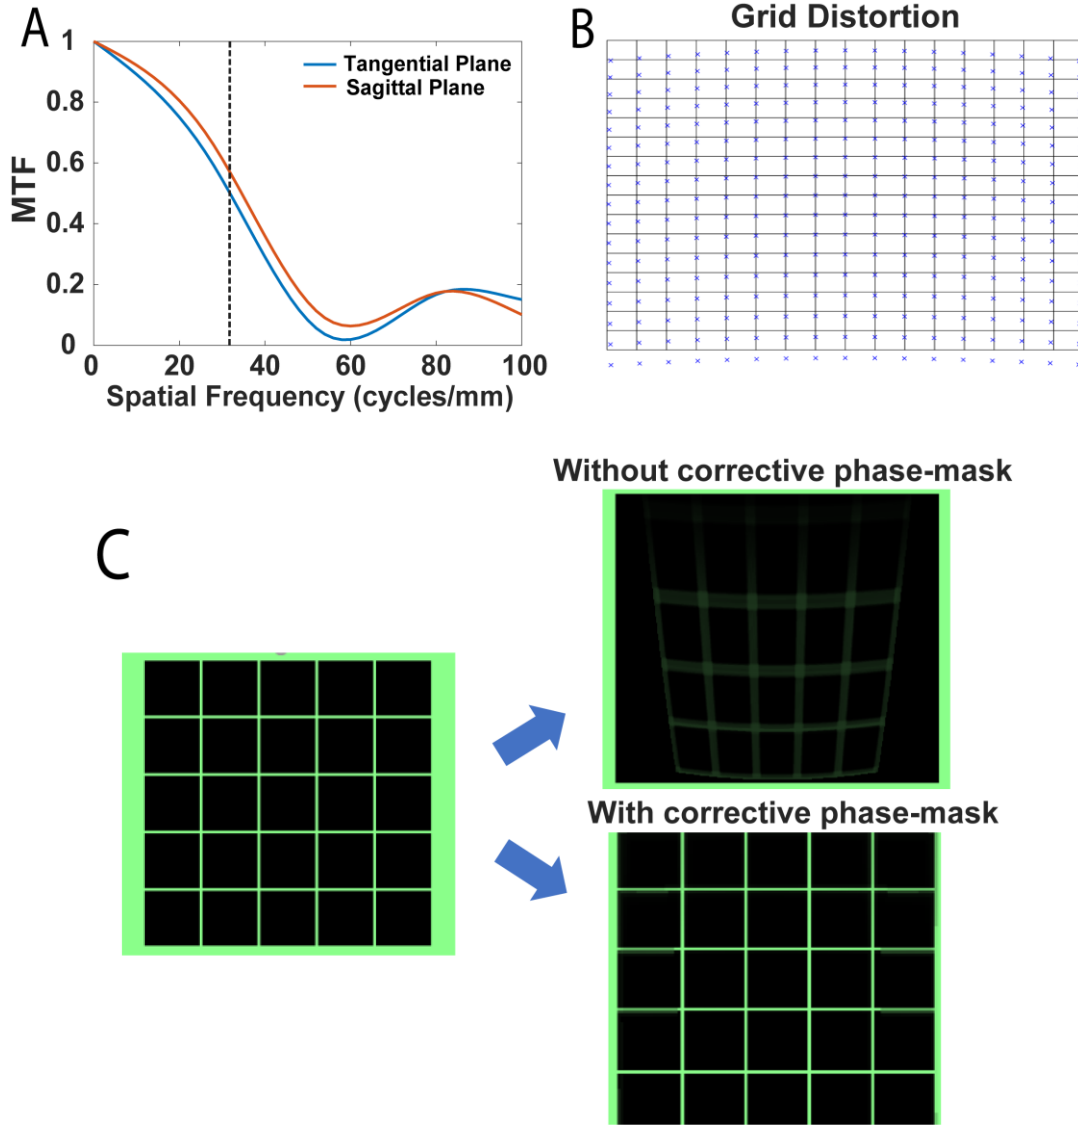 A
1
0.8
0.6
0.4
0.2
0
MTF
Tangential Plane
Sagittal Plane
0 20 40 60 80 100
Spatial Frequency (cycles/mm)
B
Grid Distortion
C
Without corrective phase-mask
With corrective phase-mask